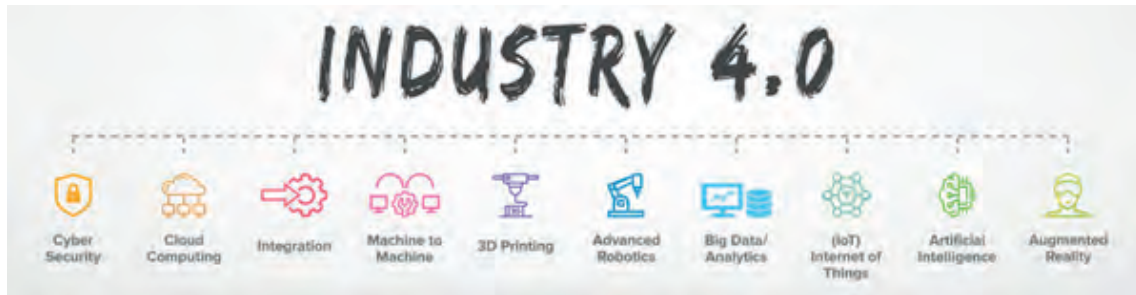 INDUSTRY 4.0
Cyber
Security
Cloud
Computing
Integration
Machine to
Machine
3D Printing
Advanced
Robotics
Big Data/
Analytics
(IoT)
Internet of
Things
Artificial
Intelligence
Augmented
Reality